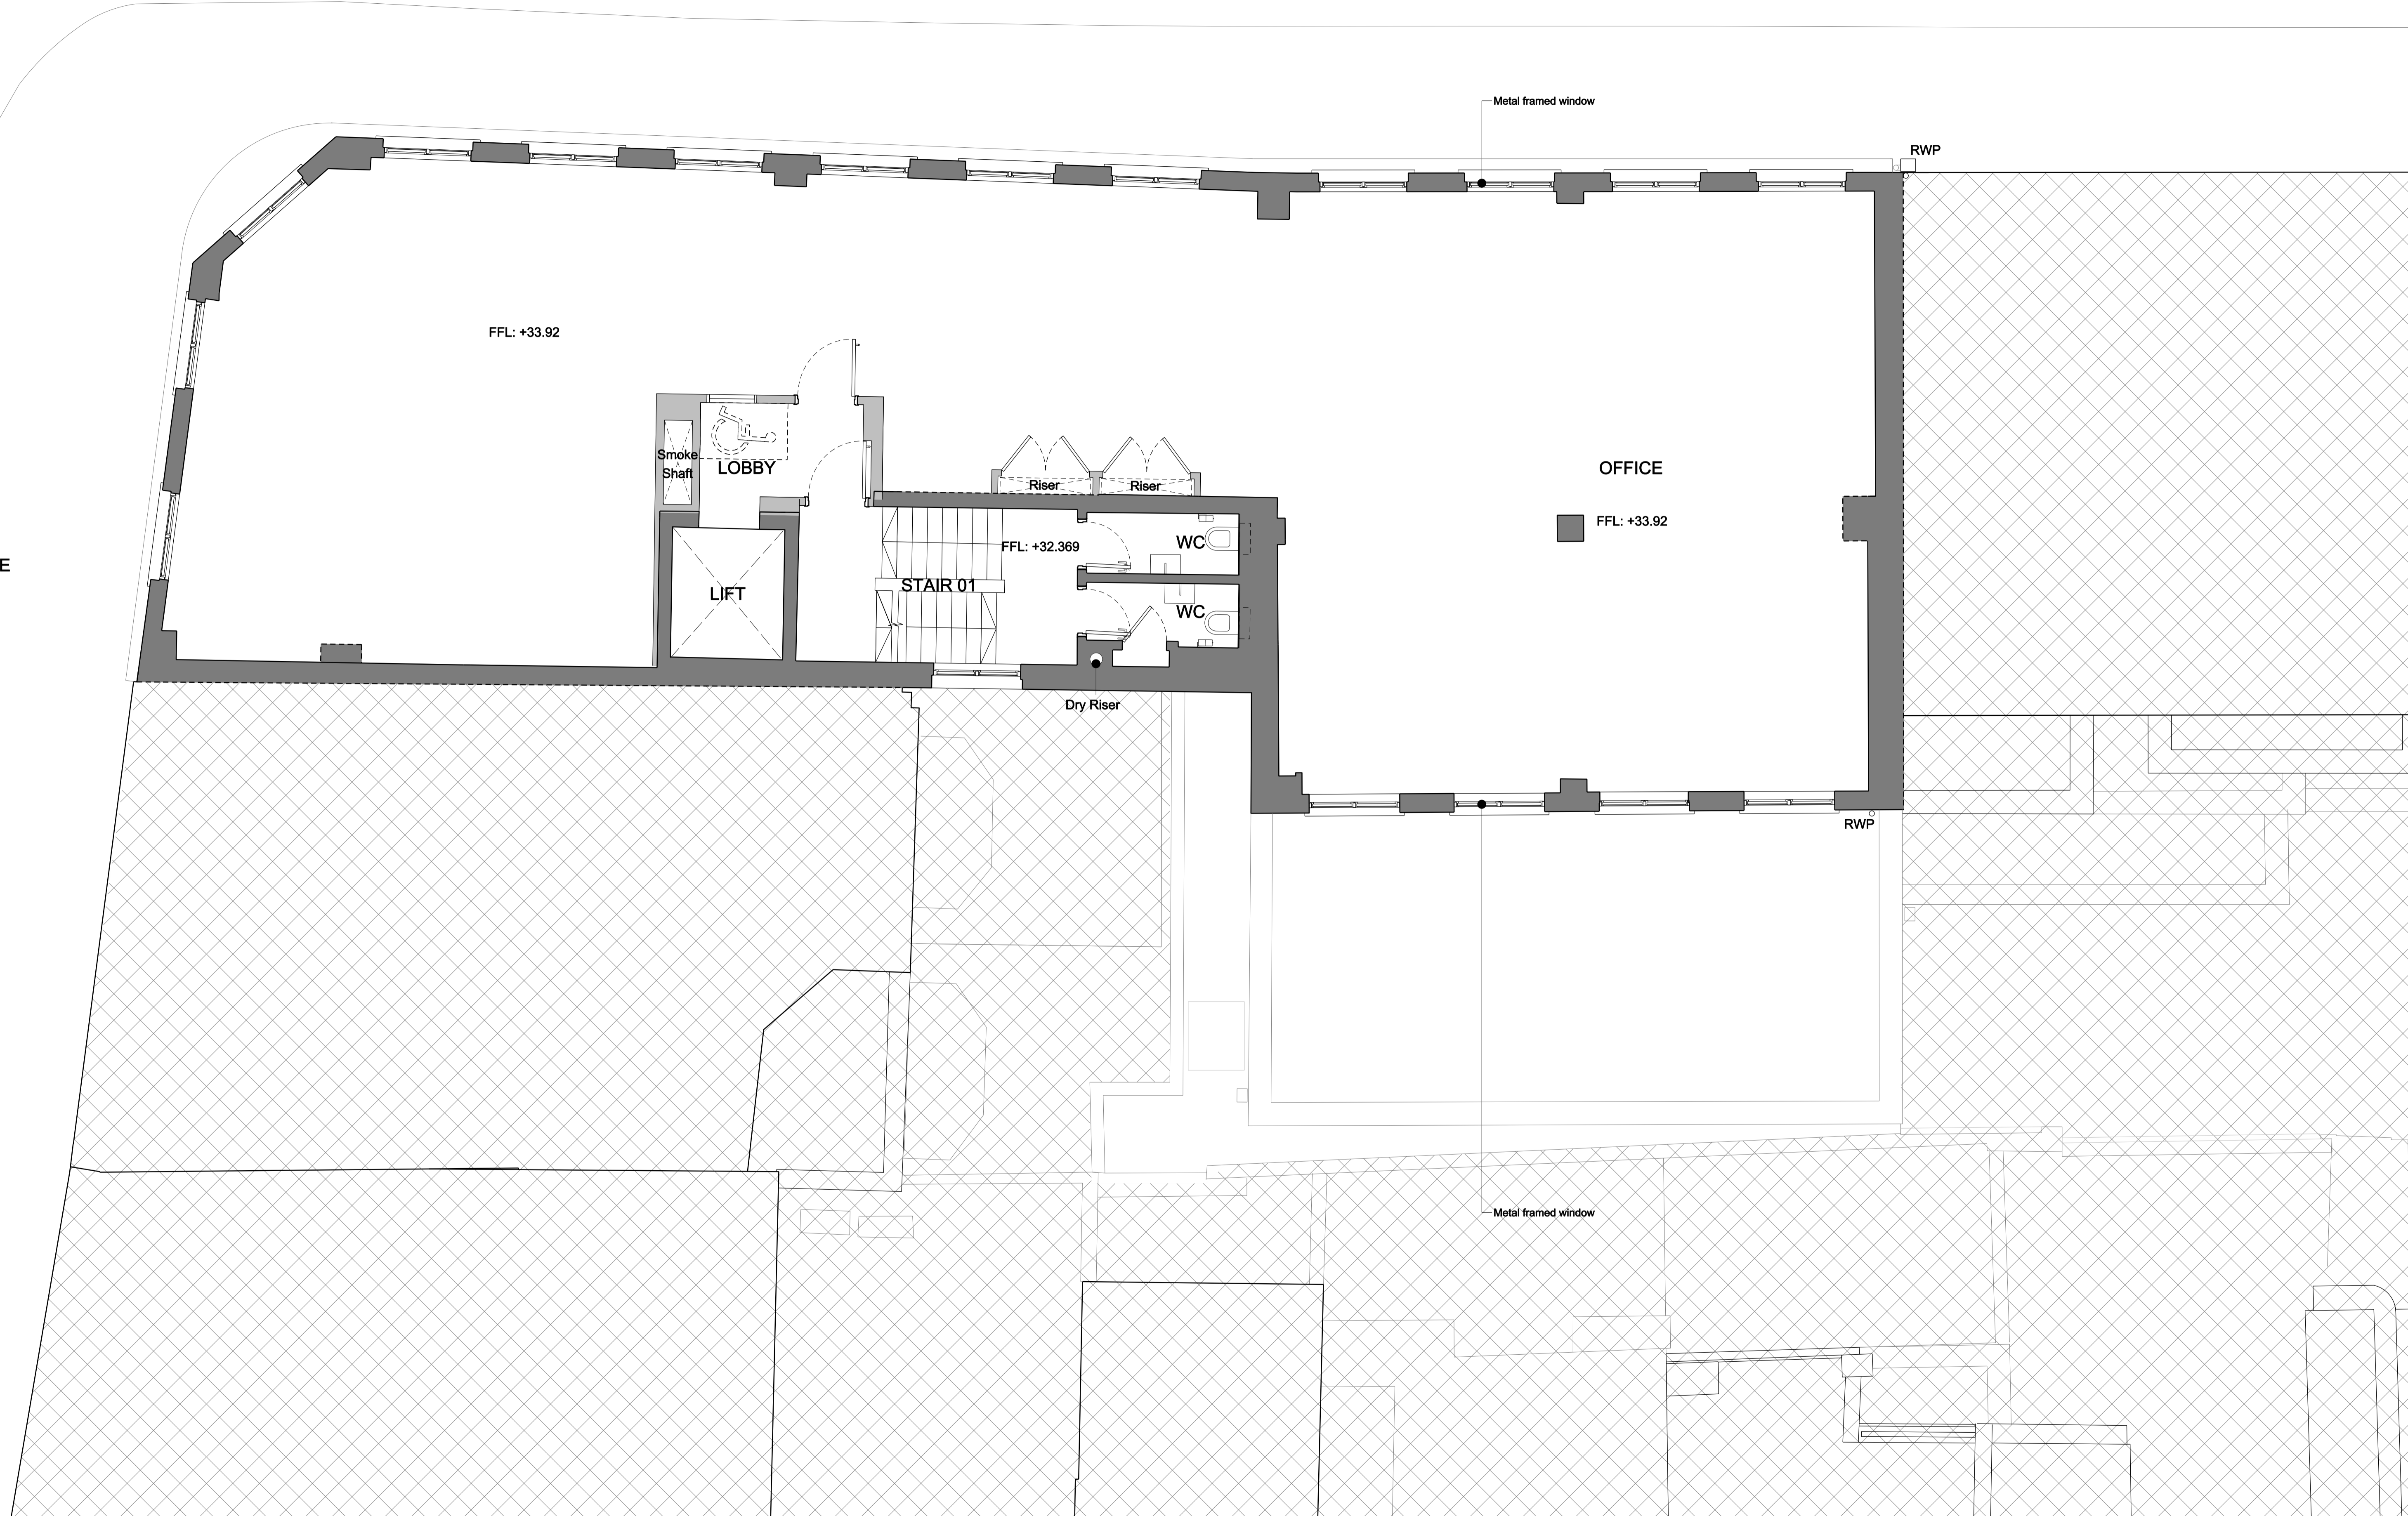 Metal framed window
RWP
FFL: +33.92
Smoke
Shaft
LOBBY
Riser
Riser
OFFICE
FFL: +33.92
WC
FFL: +32.369
E
LIFT
STAIR 01
WC
Dry Riser
RWP
Metal framed window